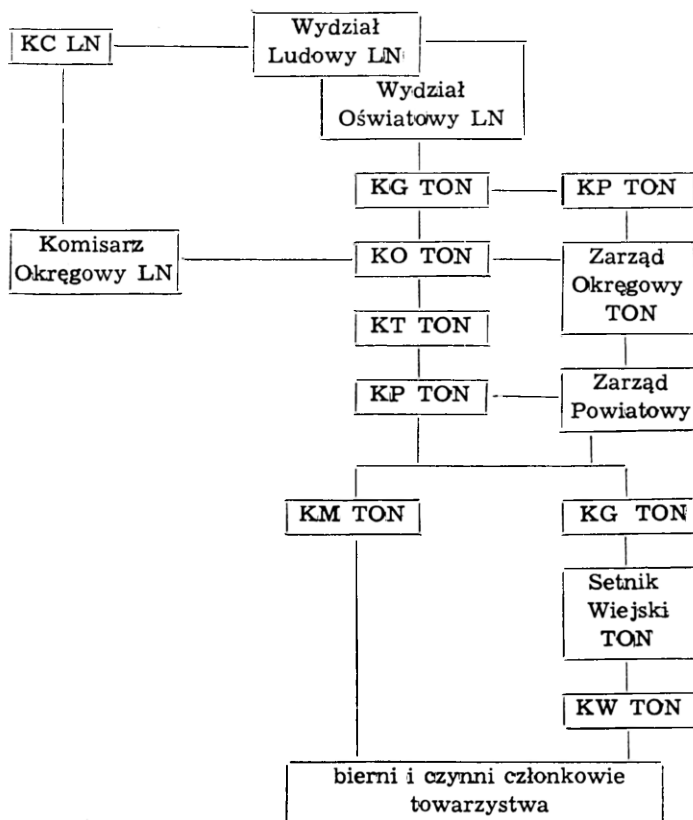 KC LN
Wydział
Ludowy LN
Wydział
Oświatowy LN
KG TON
KP TON
Komisarz
Okręgowy LN
KO TON
Zarząd
Okręgowy
TON
KT TON
KP TON
Zarząd
Powiatowy
KM TON
KG TON
Setnik
Wiejski
TON
KW TON
bierni i czynni członkowie
towarzystwa